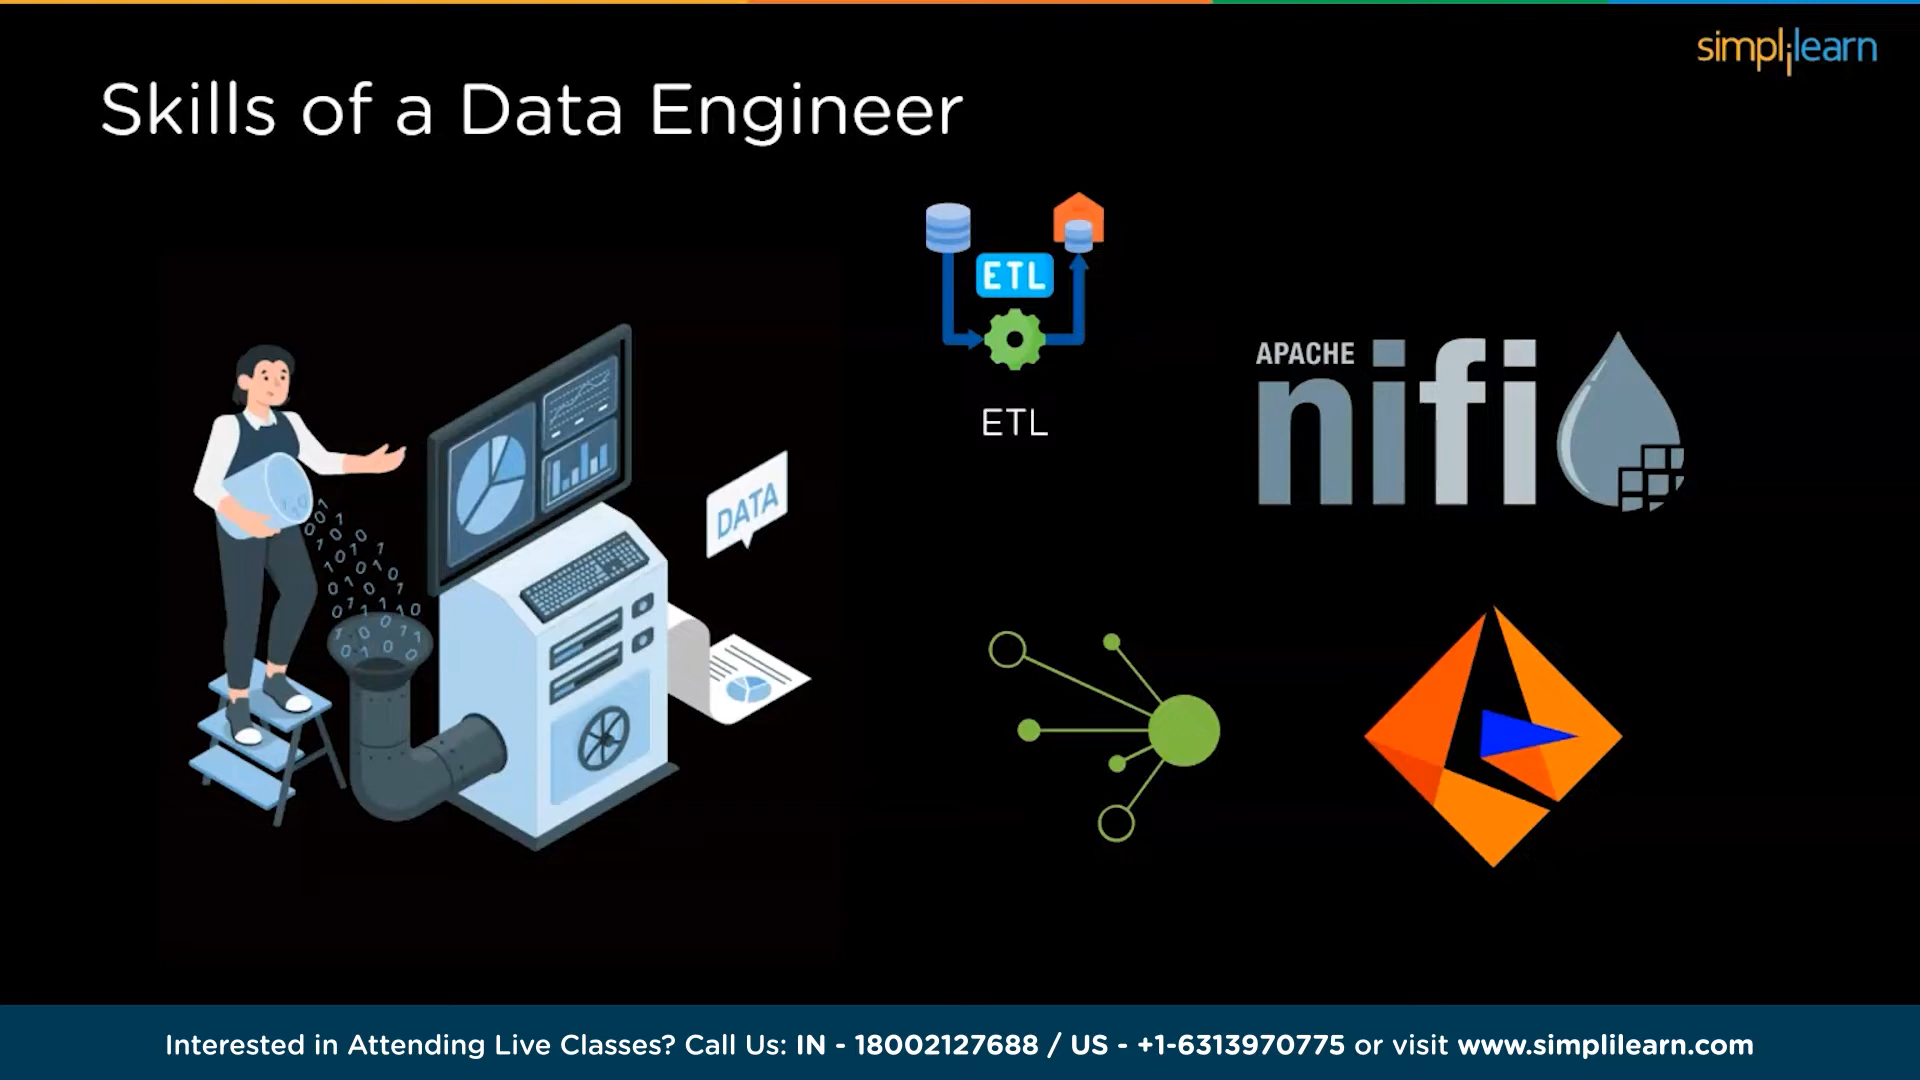 simplilearn
Skills of a Data Engineer
ETL
ETL
APACHE
nifi
DATA
Interested in Attending Live Classes? Call Us: IN - 18002127688 / US - +1-6313970775 or visit www.simplilearn.com